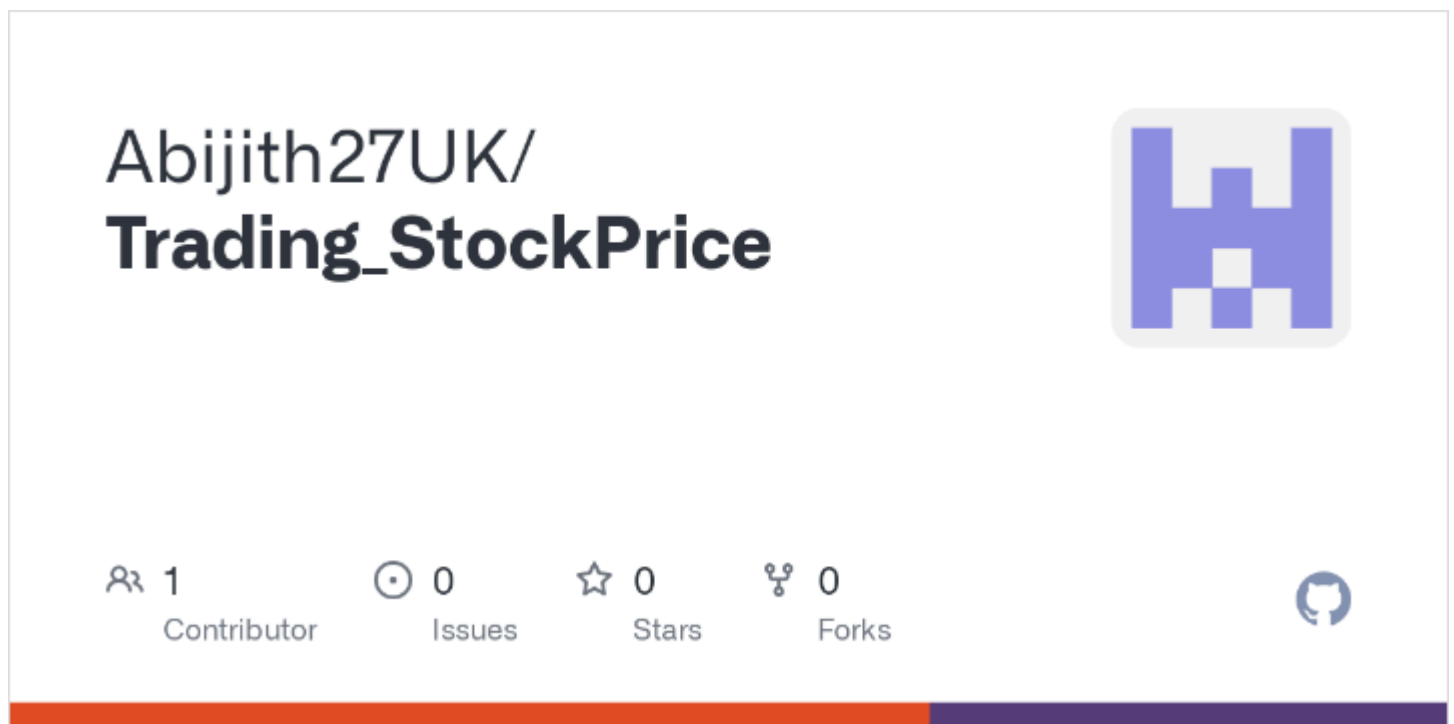 Abijith27UK/
Trading_StockPrice
1
Contributor
0
Issues
0
Stars
0
Forks